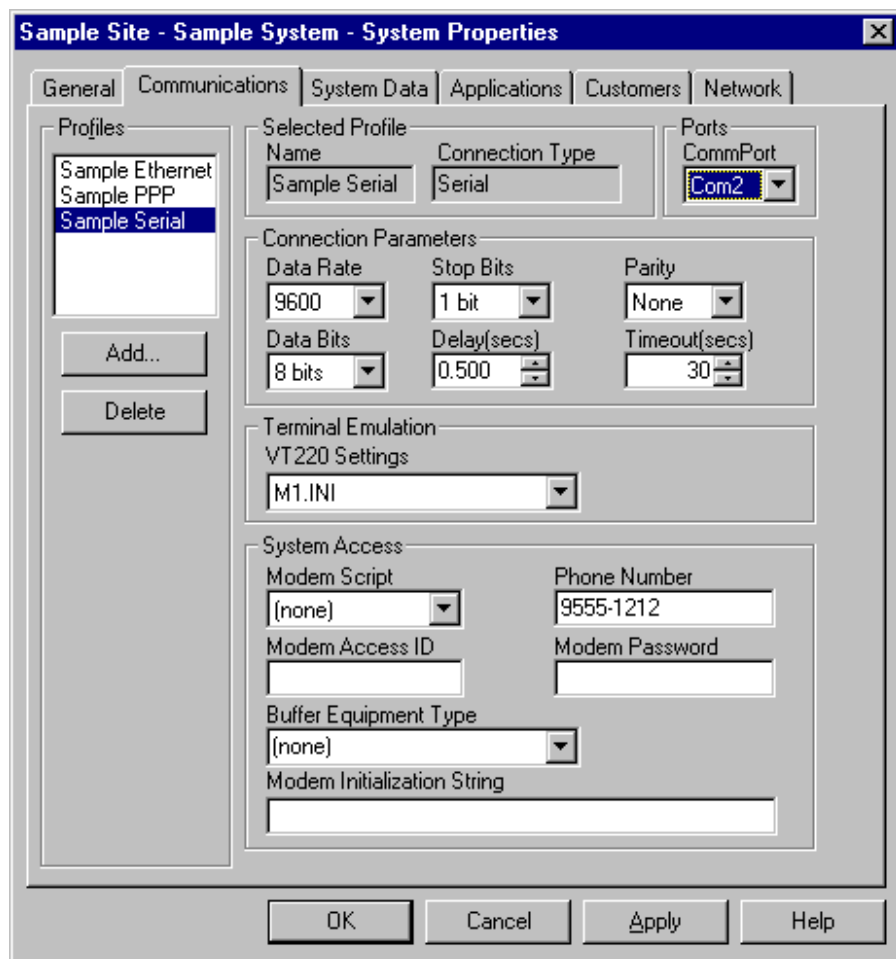 Sample Site - Sample System - System Properties
General Communications System Data Applications Customers Network
Profiles
Sample Ethernet
Sample PPP
Sample Serial
Add...
Delete
Selected Profile
Name Connection Type
Sample Serial Serial
Ports
CommPort
Com2
Connection Parameters
Data Rate Stop Bits Parity
9600 1 bit None
Data Bits Delay(secs) Timeout(secs)
8 bits 0.500 30
Terminal Emulation
VT220 Settings
M1.INI
System Access
Modem Script Phone Number
(none) 9555-1212
Modem Access ID Modem Password
Buffer Equipment Type
(none)
Modem Initialization String
OK Cancel Apply Help